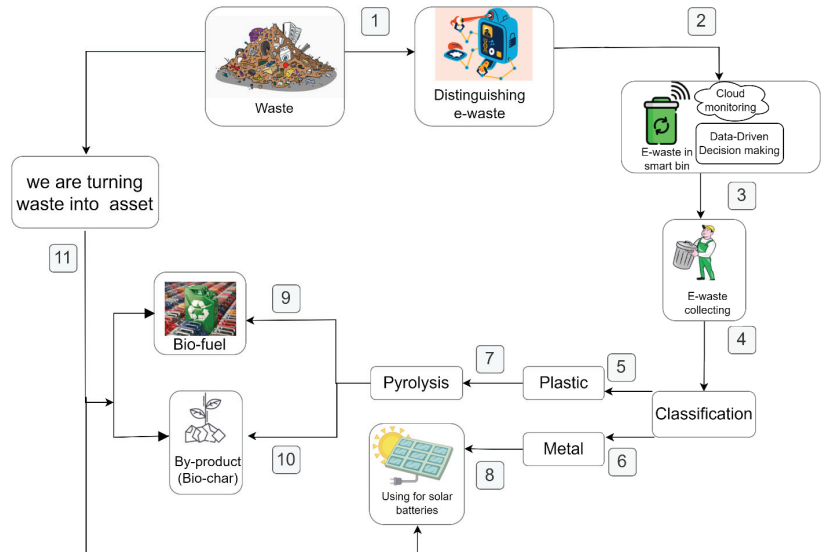 1
2
Waste
Distinguishing
e-waste
Cloud
monitoring
E-waste in
smart bin
Data-Driven
Decision making
we are turning
waste into  asset
3
11
E-waste
collecting
9
Bio-fuel
4
7
5
Pyrolysis
Plastic
Classification
Metal
By-product
(Bio-char)
10
8
6
Using for solar
batteries